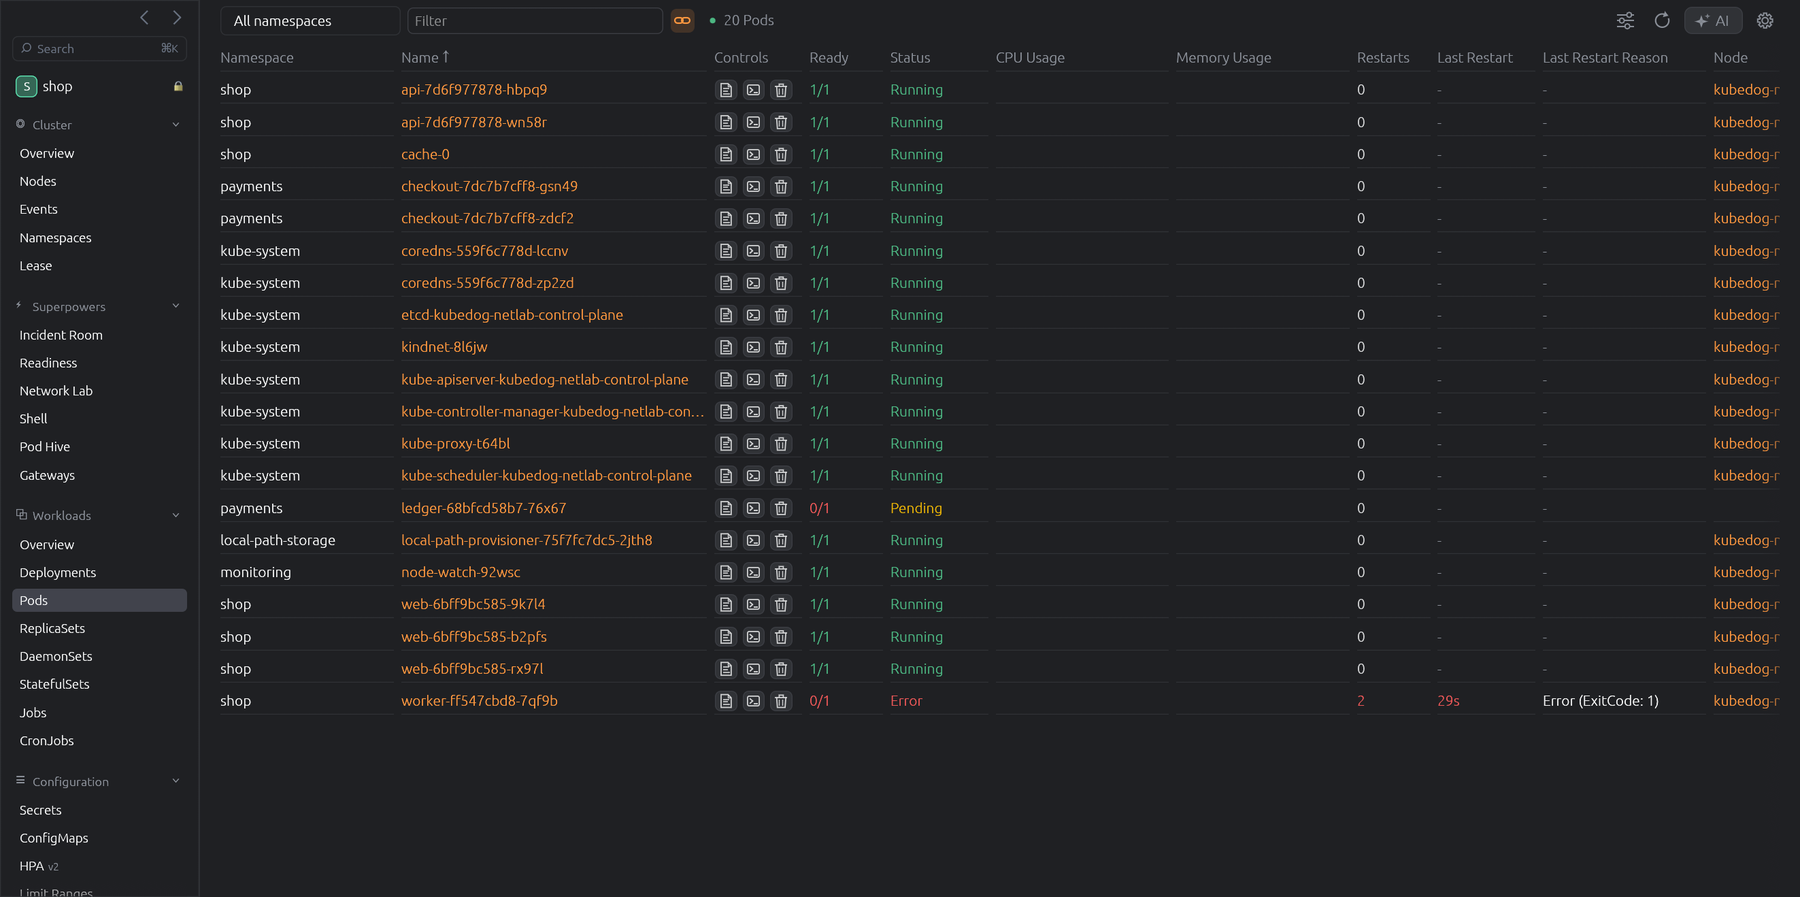 All namespaces
Filter
20 Pods
AI
Search
⌘K
S shop
Cluster
Overview
Nodes
Events
Namespaces
Lease
Superpowers
Incident Room
Readiness
Network Lab
Shell
Pod Hive
Gateways
Workloads
Overview
Deployments
Pods
ReplicaSets
DaemonSets
StatefulSets
Jobs
CronJobs
Configuration
Secrets
ConfigMaps
HPA v2
Limit Ranges
Namespace Name ↑ Controls Ready Status CPU Usage Memory Usage Restarts Last Restart Last Restart Reason Node
shop api-7d6f977878-hbpq9 1/1 Running 0 - - kubedog-r
shop api-7d6f977878-wn58r 1/1 Running 0 - - kubedog-r
shop cache-0 1/1 Running 0 - - kubedog-r
payments checkout-7dc7b7cff8-gsn49 1/1 Running 0 - - kubedog-r
payments checkout-7dc7b7cff8-zdcf2 1/1 Running 0 - - kubedog-r
kube-system coredns-559f6c778d-lccnv 1/1 Running 0 - - kubedog-r
kube-system coredns-559f6c778d-zp2zd 1/1 Running 0 - - kubedog-r
kube-system etcd-kubedog-netlab-control-plane 1/1 Running 0 - - kubedog-r
kube-system kindnet-8l6jw 1/1 Running 0 - - kubedog-r
kube-system kube-apiserver-kubedog-netlab-control-plane 1/1 Running 0 - - kubedog-r
kube-system kube-controller-manager-kubedog-netlab-con... 1/1 Running 0 - - kubedog-r
kube-system kube-proxy-t64bl 1/1 Running 0 - - kubedog-r
kube-system kube-scheduler-kubedog-netlab-control-plane 1/1 Running 0 - - kubedog-r
payments ledger-68bfcd58b7-76x67 0/1 Pending 0 - -
local-path-storage local-path-provisioner-75f7fc7dc5-2jth8 1/1 Running 0 - - kubedog-r
monitoring node-watch-92wsc 1/1 Running 0 - - kubedog-r
shop web-6bff9bc585-9k7l4 1/1 Running 0 - - kubedog-r
shop web-6bff9bc585-b2pfs 1/1 Running 0 - - kubedog-r
shop web-6bff9bc585-rx97l 1/1 Running 0 - - kubedog-r
shop worker-ff547cbd8-7qf9b 0/1 Error 2 29s Error (ExitCode: 1) kubedog-r